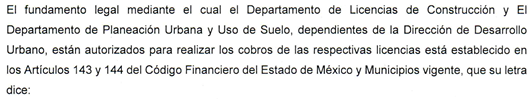 El fundamento legal mediante el cual el Departamento de Licencias de Construcción y El
Departamento de Planeación Urbana y Uso de Suelo, dependientes de la Dirección de Desarrollo
Urbano, están autorizados para realizar los cobros de las respectivas licencias está establecido en
los Artículos 143 y 144 del Código Financiero del Estado de México y Municipios vigente, que su letra
dice: